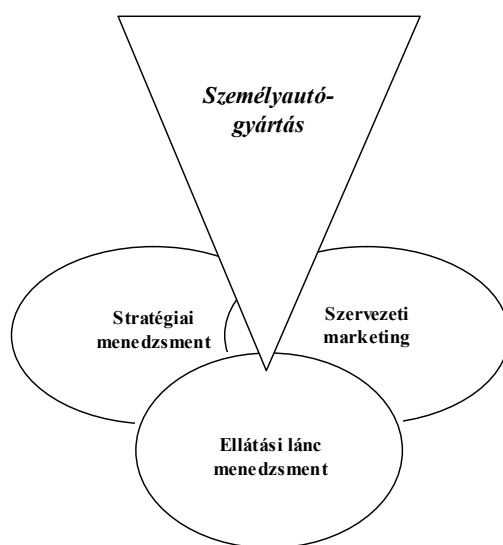 Személyautó-
gyártás
Stratégiai
menedzsment
Szervezeti
marketing
Ellátási lánc
menedzsment